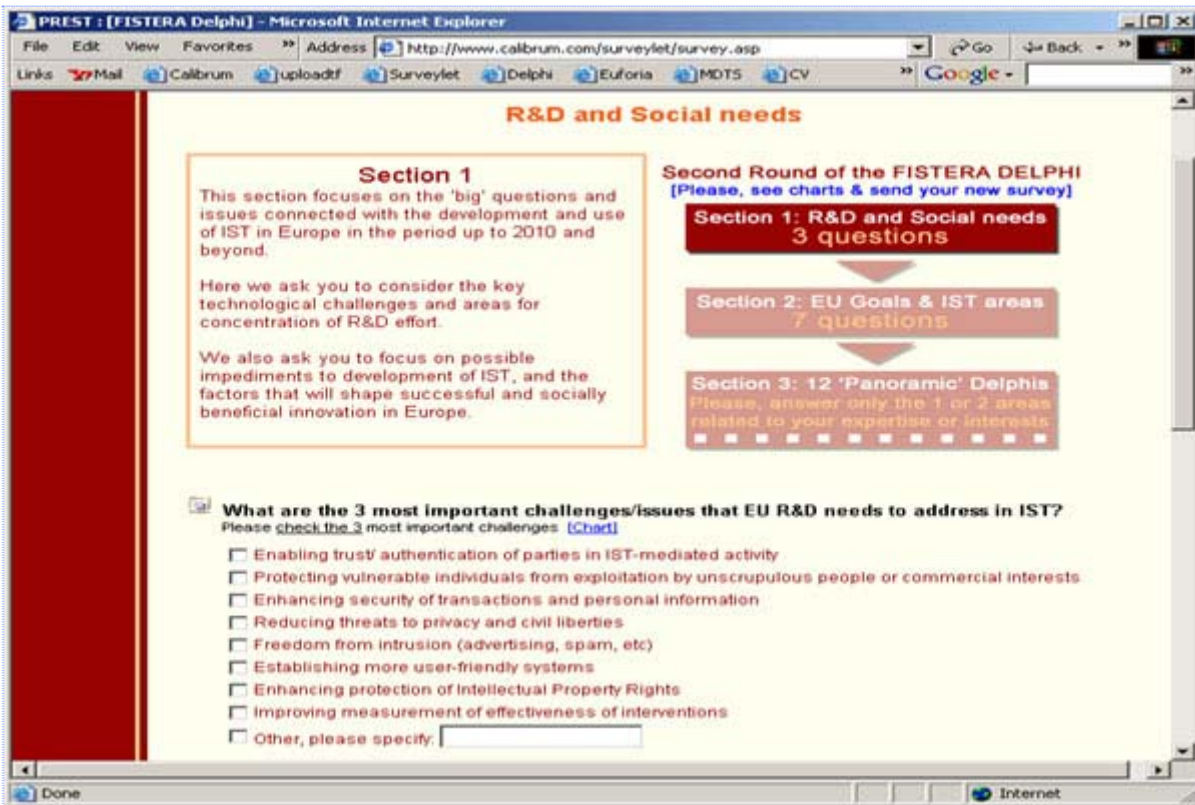 PREST : [FISTERA Delphi] - Microsoft Internet Explorer
File Edit View Favorites » Address http://www.calibrum.com/surveylet/survey.asp Go Back »
Links Mail Calibrum uploadtf Surveylet Delphi Euforia MDTS CV » Google »
R&D and Social needs
Section 1
This section focuses on the 'big' questions and
issues connected with the development and use
of IST in Europe in the period up to 2010 and
beyond.
Here we ask you to consider the key
technological challenges and areas for
concentration of R&D effort.
We also ask you to focus on possible
impediments to development of IST, and the
factors that will shape successful and socially
beneficial innovation in Europe.
Second Round of the FISTERA DELPHI
[Please, see charts & send your new survey]
Section 1: R&D and Social needs
3 questions
Section 2: EU Goals & IST areas
7 questions
Section 3: 12 'Panoramic' Delphis
Please, answer only the 1 or 2 areas
related to your expertise or interests
What are the 3 most important challenges/issues that EU R&D needs to address in IST?
Please check the 3 most important challenges [Chart]
Enabling trust/ authentication of parties in IST-mediated activity
Protecting vulnerable individuals from exploitation by unscrupulous people or commercial interests
Enhancing security of transactions and personal information
Reducing threats to privacy and civil liberties
Freedom from intrusion (advertising, spam, etc)
Establishing more user-friendly systems
Enhancing protection of Intellectual Property Rights
Improving measurement of effectiveness of interventions
Other, please specify:
Done Internet